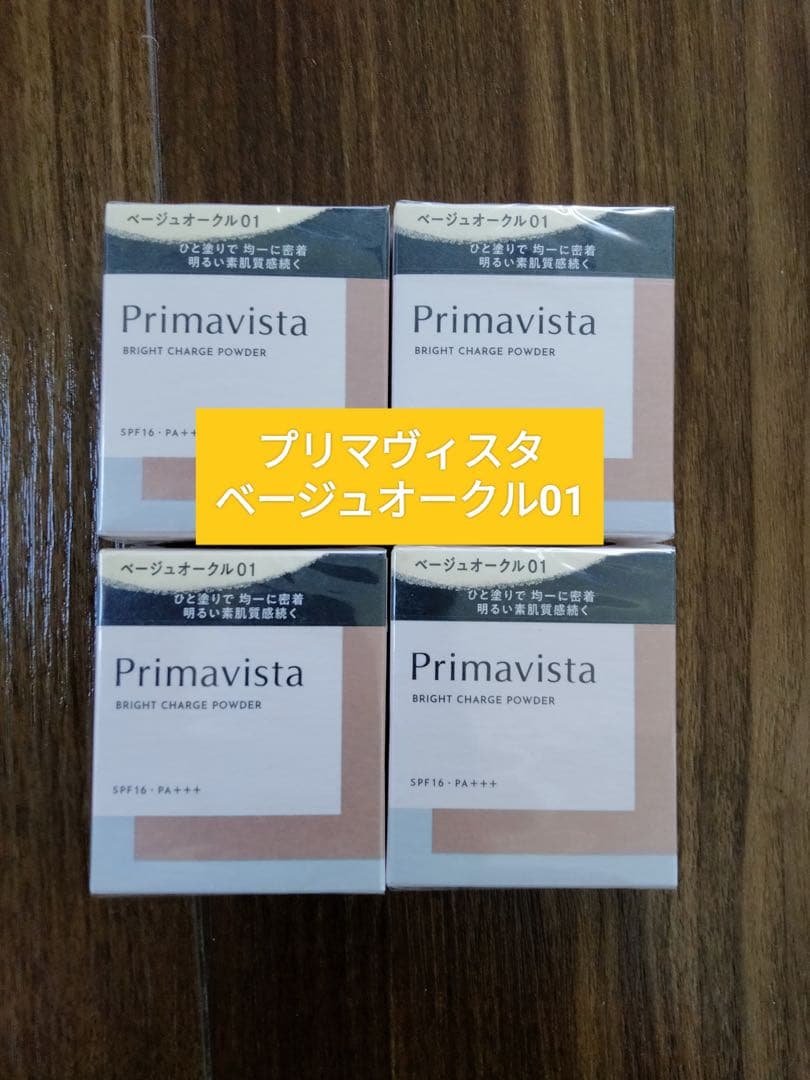 ベージュオークル01
ひと塗りで 均一に密着
明るい素肌質感続く
Primavista
BRIGHT CHARGE POWDER
SPF16・PA++
ベージュオークル01
ひと塗りで 均一に密着
明るい素肌質感続く
Primavista
BRIGHT CHARGE POWDER
プリマヴィスタ
ベージュオークル01
ベージュオークル01
ひと塗りで 均一に密着
明るい素肌質感続く
Primavista
BRIGHT CHARGE POWDER
SPF16・PA+++
ベージュオークル01
ひと塗りで 均一に密着
明るい素肌質感続く
Primavista
BRIGHT CHARGE POWDER
SPF16・PA+++